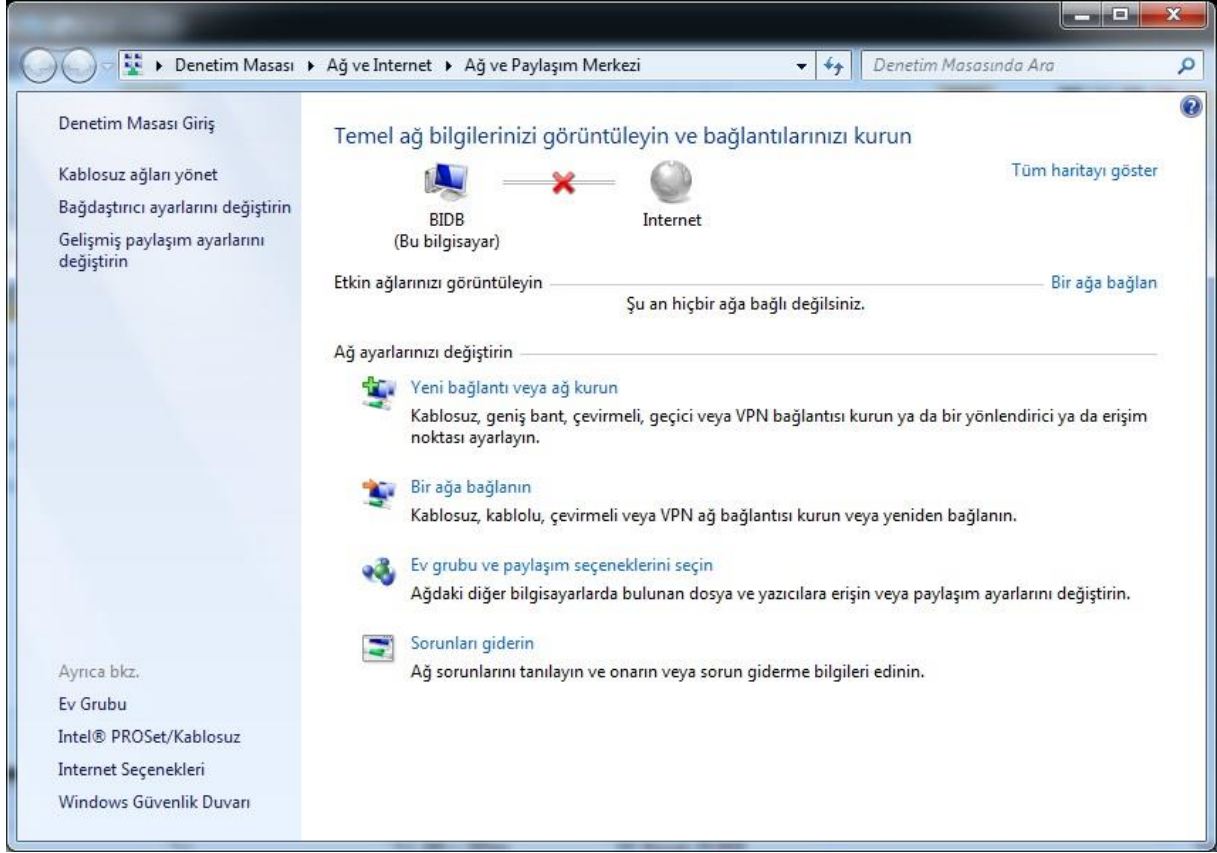 Denetim Masası ▸ Ağ ve Internet ▸ Ağ ve Paylaşım Merkezi
Denetim Masasında Ara
Denetim Masası Giriş
Kablosuz ağları yönet
Bağdaştırıcı ayarlarını değiştirin
Gelişmiş paylaşım ayarlarını
değiştirin
Ayrıca bkz.
Ev Grubu
Intel® PROSet/Kablosuz
Internet Seçenekleri
Windows Güvenlik Duvarı
Temel ağ bilgilerinizi görüntüleyin ve bağlantılarınızı kurun
Tüm haritayı göster
BIDB
(Bu bilgisayar)
Internet
Etkin ağlarınızı görüntüleyin
Bir ağa bağlan
Şu an hiçbir ağa bağlı değilsiniz.
Ağ ayarlarınızı değiştirin
Yeni bağlantı veya ağ kurun
Kablosuz, geniş bant, çevirmeli, geçici veya VPN bağlantısı kurun ya da bir yönlendirici ya da erişim
noktası ayarlayın.
Bir ağa bağlanın
Kablosuz, kablolu, çevirmeli veya VPN ağ bağlantısı kurun veya yeniden bağlanın.
Ev grubu ve paylaşım seçeneklerini seçin
Ağdaki diğer bilgisayarlarda bulunan dosya ve yazıcılara erişin veya paylaşım ayarlarını değiştirin.
Sorunları giderin
Ağ sorunlarını tanılayın ve onarın veya sorun giderme bilgileri edinin.